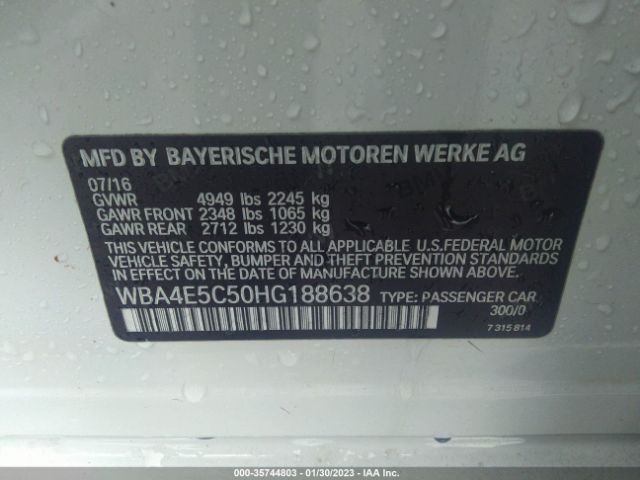 MFD BY BAYERISCHE MOTOREN WERKE AG
07/16
GVWR 4949 lbs 2245 kg
GAWR FRONT 2348 lbs 1065 kg
GAWR REAR 2712 lbs 1230 kg
THIS VEHICLE CONFORMS TO ALL APPLICABLE U.S.FEDERAL MOTOR
VEHICLE SAFETY, BUMPER AND THEFT PREVENTION
STANDARDS IN EFFECT ON THE DATE OF MANUFACTURE SHOWN ABOVE.
WBA4E5C50HG188638 TYPE: PASSENGER CAR
300/0
7 315 814
000-35744803 - 01/30/2023 - IAA Inc.